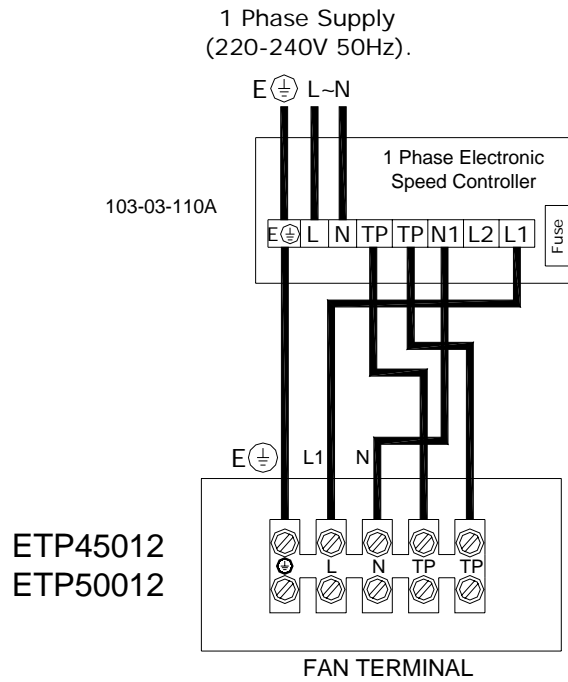 1 Phase Supply
(220-240V 50Hz).
E L~N
1 Phase Electronic
Speed Controller
103-03-110A
E L N TP TP N1 L2 L1
Fuse
E L1 N
ETP45012
ETP50012
L N TP TP
FAN TERMINAL